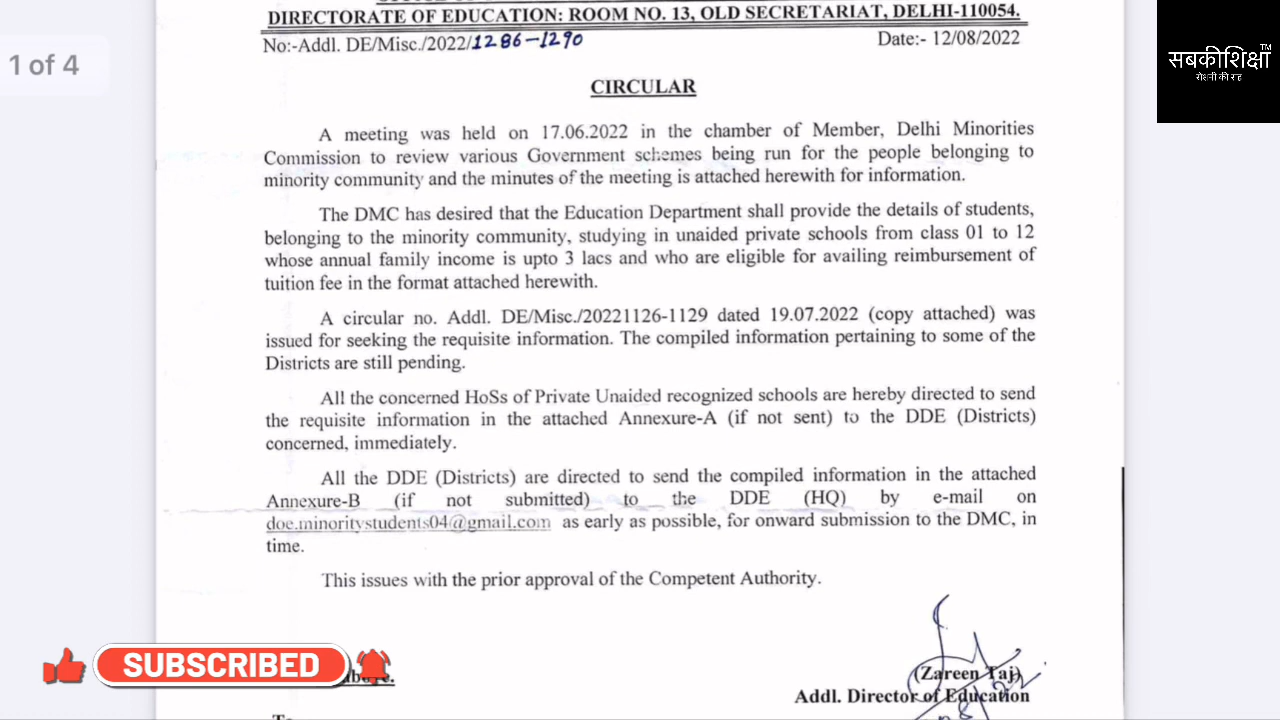 DIRECTORATE OF EDUCATION: ROOM NO. 13, OLD SECRETARIAT, DELHI-110054.
No:-Addl. DE/Misc./2022/1286-1290 Date:- 12/08/2022
1 of 4
सबकीशिक्षा TM
रोशनी की राह
CIRCULAR
A meeting was held on 17.06.2022 in the chamber of Member, Delhi Minorities
Commission to review various Government schemes being run for the people belonging to
minority community and the minutes of the meeting is attached herewith for information.
The DMC has desired that the Education Department shall provide the details of students,
belonging to the minority community, studying in unaided private schools from class 01 to 12
whose annual family income is upto 3 lacs and who are eligible for availing reimbursement of
tuition fee in the format attached herewith.
A circular no. Addl. DE/Misc./20221126-1129 dated 19.07.2022 (copy attached) was
issued for seeking the requisite information. The compiled information pertaining to some of the
Districts are still pending.
All the concerned HoSs of Private Unaided recognized schools are hereby directed to send
the requisite information in the attached Annexure-A (if not sent) to the DDE (Districts)
concerned, immediately.
All the DDE (Districts) are directed to send the compiled information in the attached
Annexure-B (if not submitted) to the DDE (HQ) by e-mail on
doe.minoritystudents04@gmail.com as early as possible, for onward submission to the DMC, in
time.
This issues with the prior approval of the Competent Authority.
SUBSCRIBED
(Zareen Taj)
Addl. Director of Education